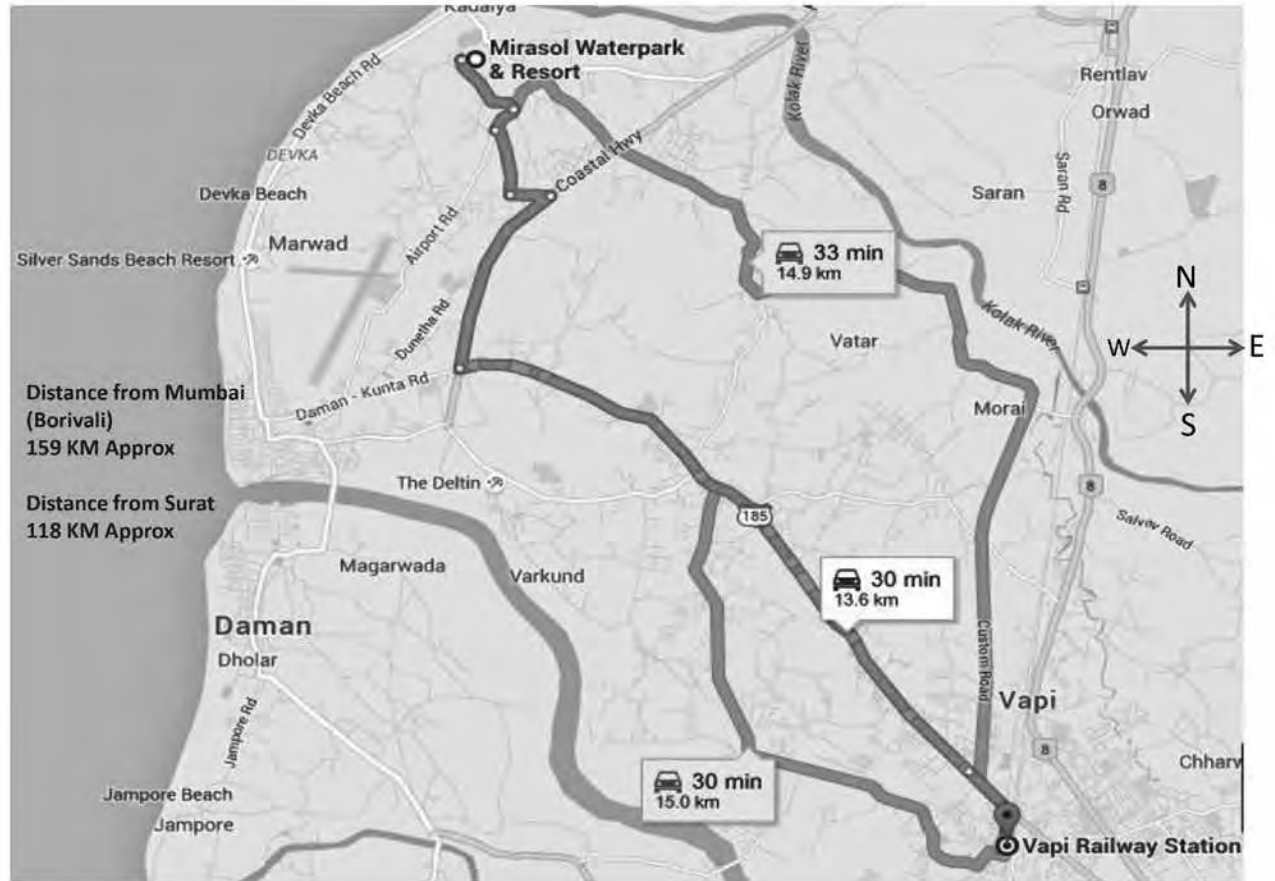 Kadaiya
Mirasol Waterpark
& Resort
Devka Beach Rd
DEVKA
Devka Beach
Marwad
Silver Sands Beach Resort
Airport Rd
Dunetha Rd
Coastal Hwy
Kolak River
Rentlav
Orwad
Saran Rd
8
Saran
33 min
14.9 km
N
W
E
S
Kolak River
Vatar
Morai
Distance from Mumbai
(Borivali)
159 KM Approx
Daman - Kunta Rd
The Deltin
Distance from Surat
118 KM Approx
8
Salvav Road
185
Magarwada
Varkund
30 min
13.6 km
Daman
Dholar
Custom Road
Vapi
Jampore Rd
8
30 min
15.0 km
Chharw
Jampore Beach
Jampore
Vapi Railway Station